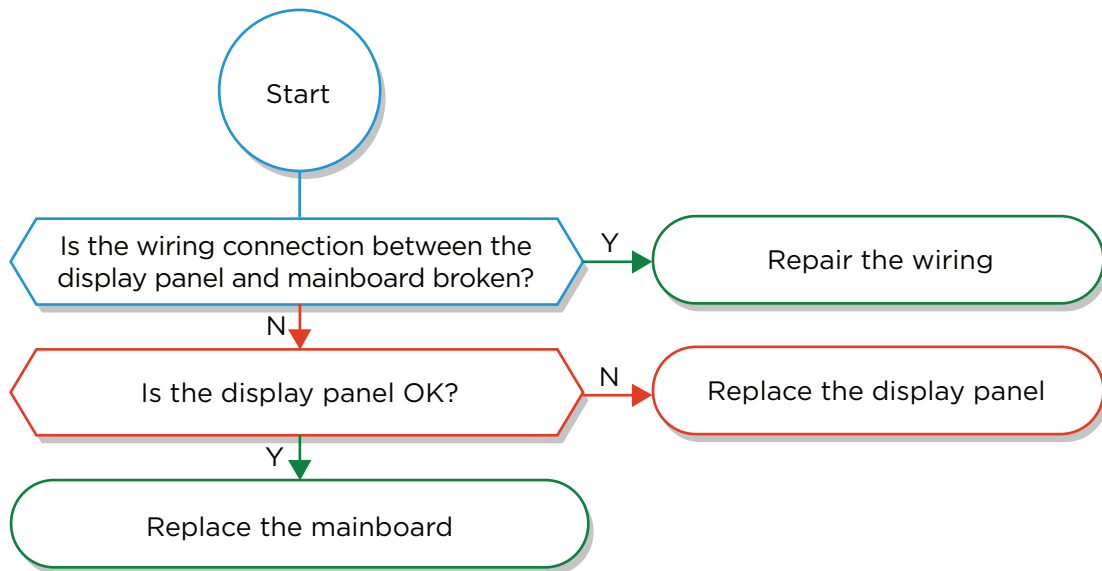 Start
Is the wiring connection between the
display panel and mainboard broken?
Y
Repair the wiring
N
Is the display panel OK?
N
Replace the display panel
Y
Replace the mainboard